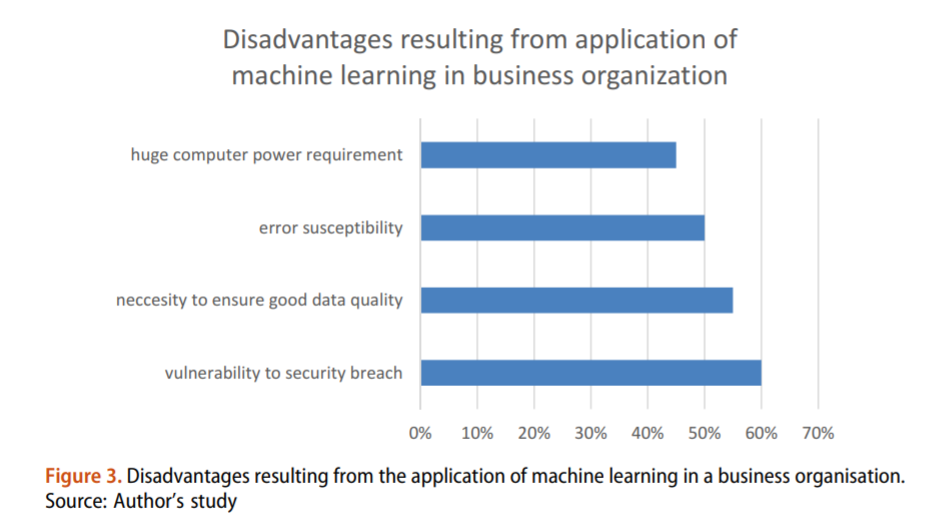 Disadvantages resulting from application of
machine learning in business organization
huge computer power requirement
error susceptibility
neccesity to ensure good data quality
vulnerability to security breach
0% 10% 20% 30% 40% 50% 60% 70%
Figure 3. Disadvantages resulting from the application of machine learning in a business organisation.
Source: Author’s study